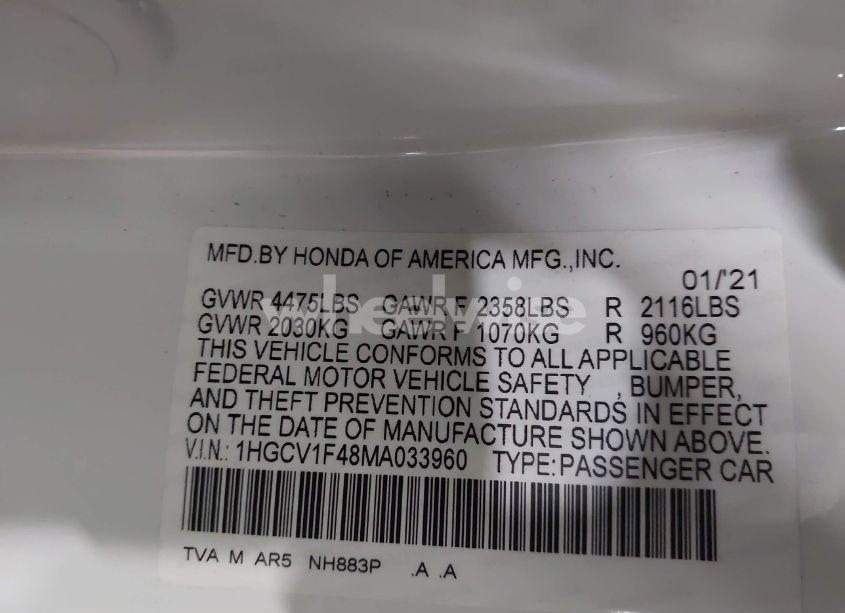 MFD.BY HONDA OF AMERICA MFG.,INC.
01/'21
GVWR 4475LBS GAWR F 2358LBS R 2116LBS
GVWR 2030KG GAWR F 1070KG R 960KG
THIS VEHICLE CONFORMS TO ALL APPLICABLE
FEDERAL MOTOR VEHICLE SAFETY , BUMPER,
AND THEFT PREVENTION STANDARDS IN EFFECT
ON THE DATE OF MANUFACTURE SHOWN ABOVE.
V.I.N.: 1HGCV1F48MA033960 TYPE:PASSENGER CAR
TVA M AR5 NH883P .A .A